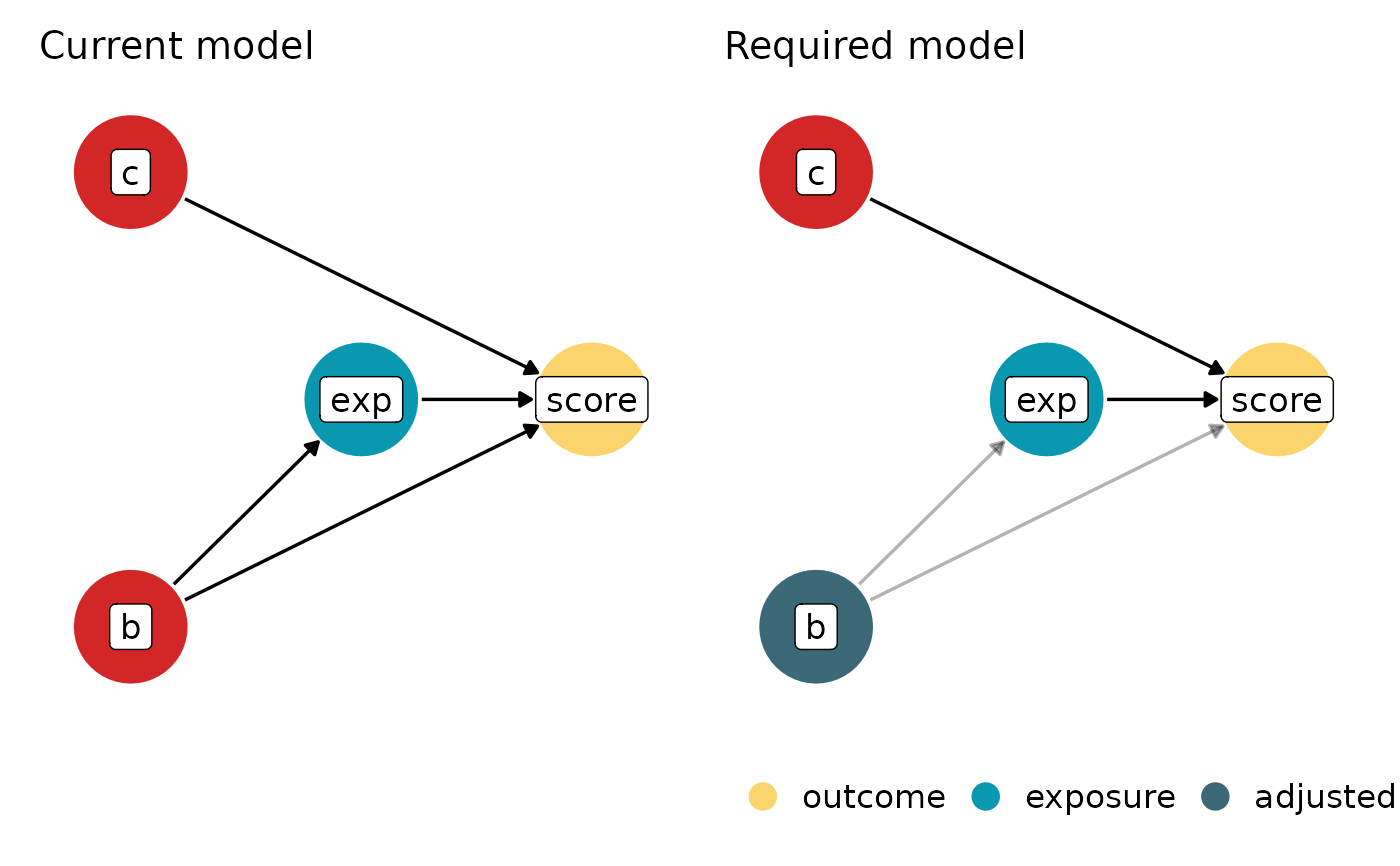 Current model
Required model
c
c
exp
score
exp
score
b
b
outcome exposure adjusted